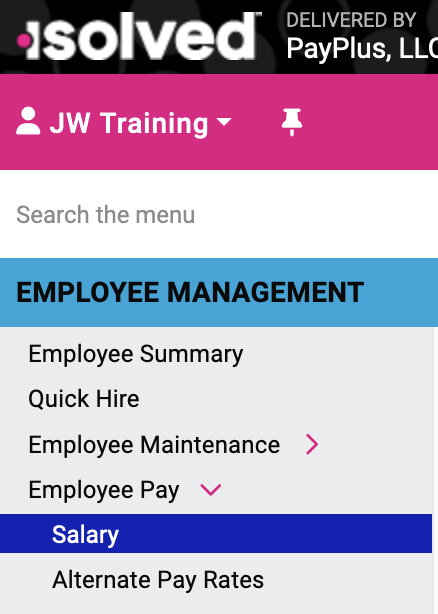 isolved™
DELIVERED BY
PayPlus, LLC
JW Training
Search the menu
EMPLOYEE MANAGEMENT
Employee Summary
Quick Hire
Employee Maintenance
Employee Pay
Salary
Alternate Pay Rates